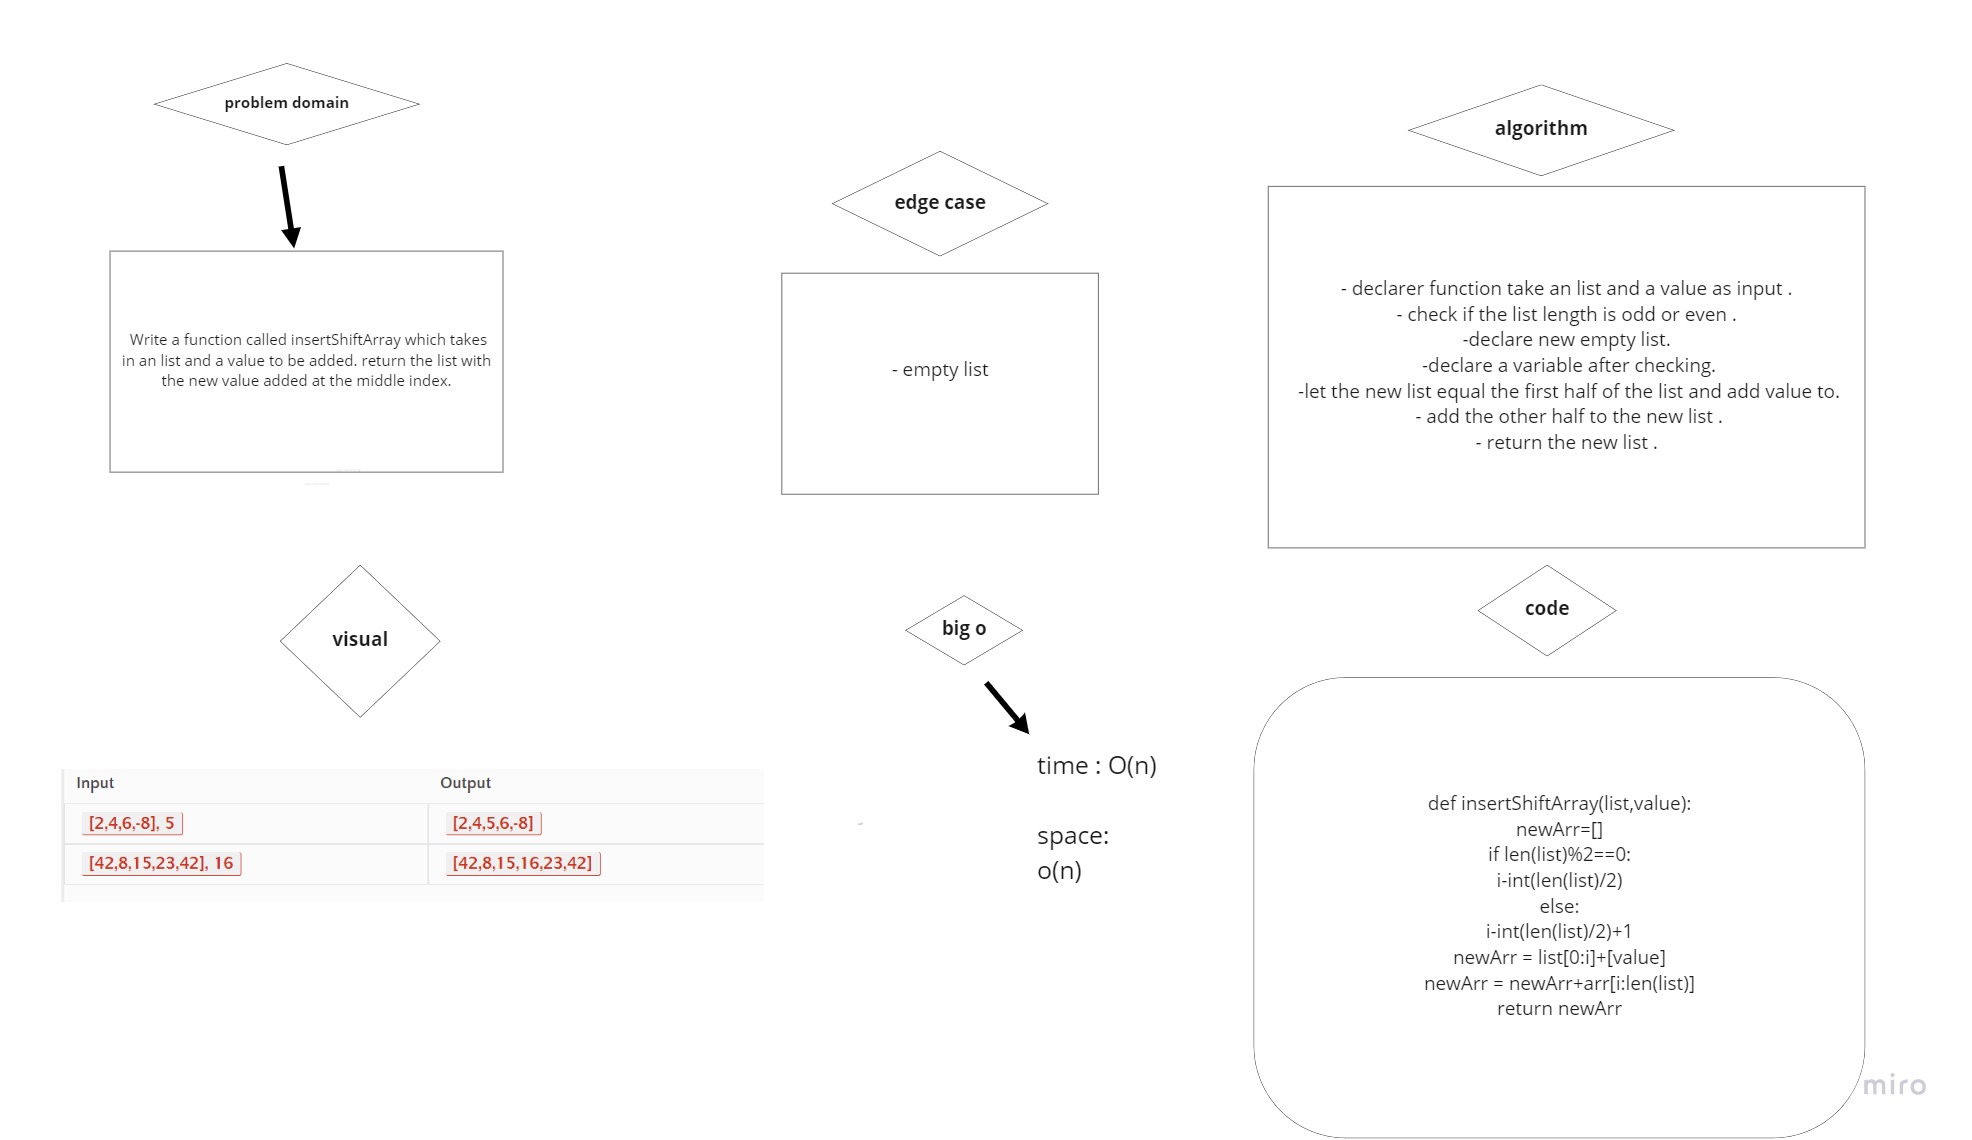 problem domain
Write a function called insertShiftArray which takes
in an list and a value to be added. return the list with
the new value added at the middle index.
visual
Input Output
[2,4,6,-8], 5 [2,4,5,6,-8]
[42,8,15,23,42], 16 [42,8,15,16,23,42]
edge case
- empty list
big o
time : O(n)
space:
o(n)
algorithm
- declarer function take an list and a value as input .
- check if the list length is odd or even .
-declare new empty list.
-declare a variable after checking.
-let the new list equal the first half of the list and add value to.
- add the other half to the new list .
- return the new list .
code
def insertShiftArray(list,value):
newArr=[]
if len(list)%2==0:
i-int(len(list)/2)
else:
i-int(len(list)/2)+1
newArr = list[0:i]+[value]
newArr = newArr+arr[i:len(list)]
return newArr
miro